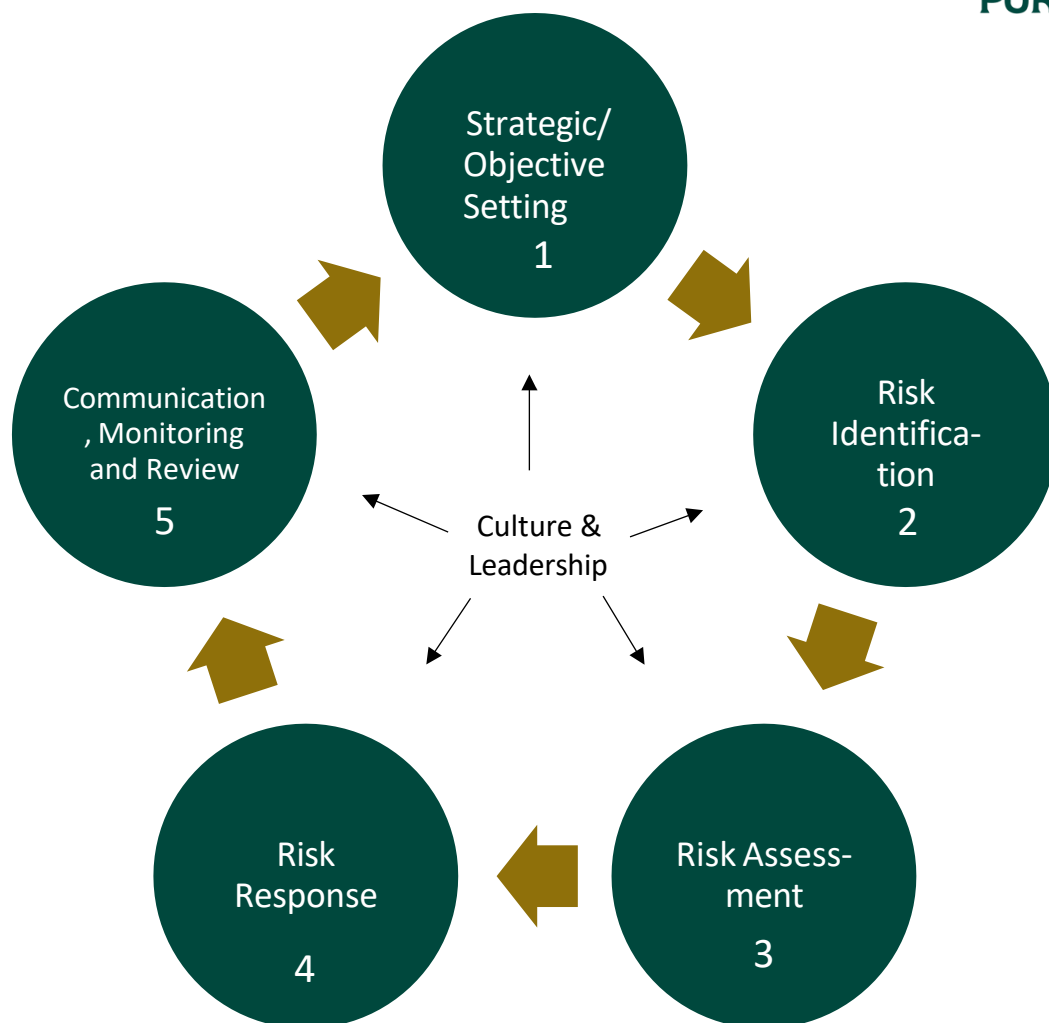 Strategic/
Objective
Setting
1
Risk
Identifica-
tion
2
Risk Assess-
ment
3
Risk
Response
4
Communication
, Monitoring
and Review
5
Culture &
Leadership